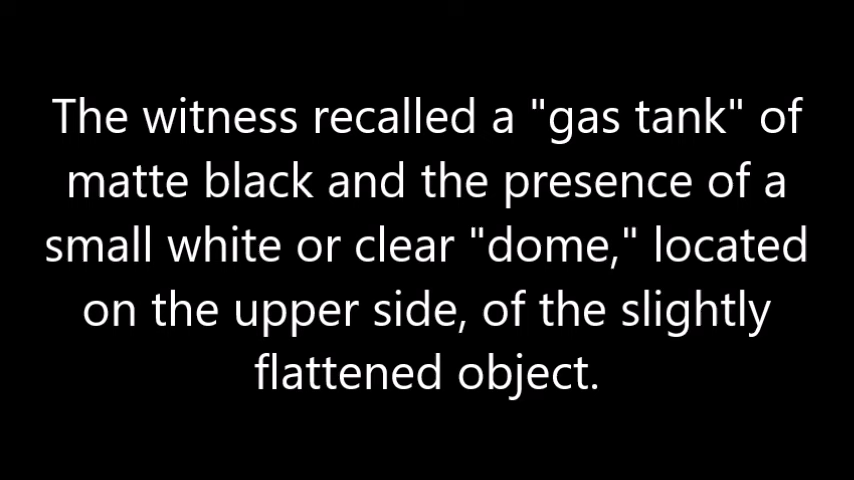 The witness recalled a "gas tank" of
matte black and the presence of a
small white or clear "dome," located
on the upper side, of the slightly
flattened object.